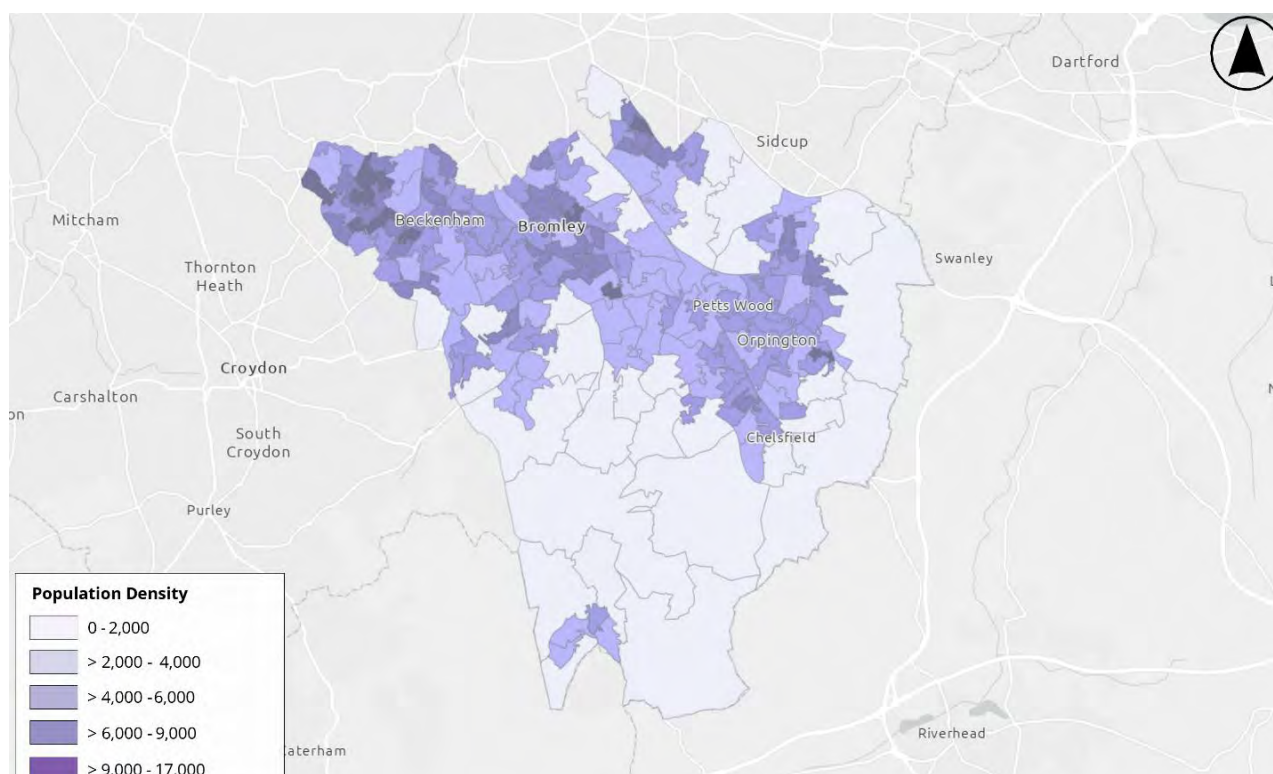 Dartford
Sidcup
Mitcham
Beckenham
Bromley
Thornton
Heath
Swanley
Petts Wood
Orpington
Croydon
Carshalton
South
Croydon
Chelsfield
Purley
Population Density
0 - 2,000
> 2,000 - 4,000
> 4,000 -6,000
> 6,000 - 9,000
> 9,000 - 17,000
Riverhead